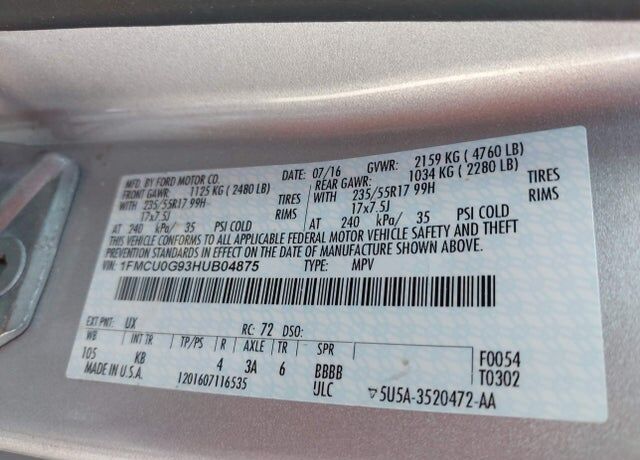 MFD. BY FORD MOTOR CO.
DATE: 07/16 GVWR: 2159 KG ( 4760 LB)
FRONT GAWR: 1125 KG ( 2480 LB)
REAR GAWR: 1034 KG ( 2280 LB)
WITH 235/55R17 99H TIRES
WITH 235/55R17 99H TIRES
17x7.5J RIMS
17x7.5J RIMS
AT 240 kPa/ 35 PSI COLD
AT 240 kPa/ 35 PSI COLD
THIS VEHICLE CONFORMS TO ALL APPLICABLE FEDERAL MOTOR VEHICLE SAFETY AND THEFT
PREVENTION STANDARDS IN EFFECT ON THE DATE OF MANUFACTURE SHOWN ABOVE.
VIN: 1FMCU0G93HUB04875 TYPE: MPV
EXT PNT: UX RC: 72 DSO:
WB INT TR TP/PS R AXLE TR SPR
105 KB 4 3A 6 BBBB
F0054
T0302
MADE IN U.S.A. 1201607116535 ULC
5U5A-3520472-AA